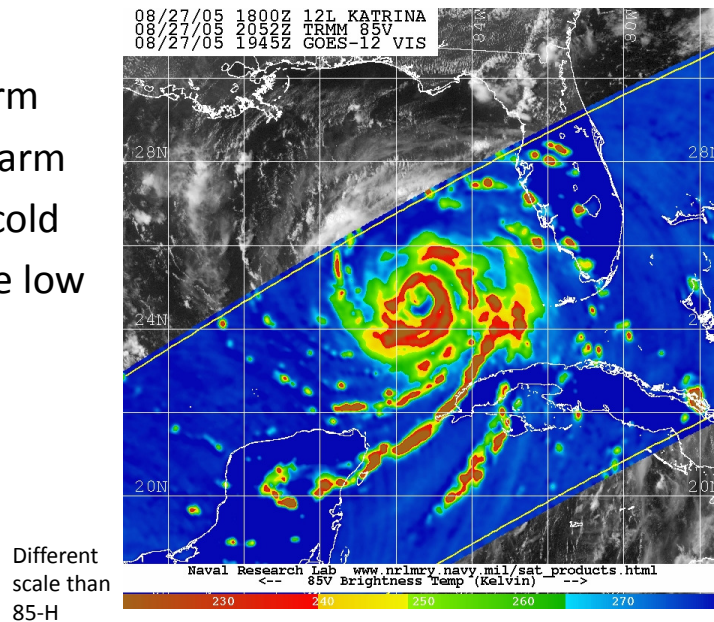 08/27/05 1800Z 12L KATRINA
08/27/05 2052Z TRMM 85V
08/27/05 1945Z GOES-12 VIS
rm
arm
cold
e low
84W
80W
28N
28N
24N
20N
Different
scale than
85-H
Naval Research Lab www.nrlmry.navy.mil/sat_products.html
<-- 85V Brightness Temp (Kelvin) -->
230 240 250 260 270